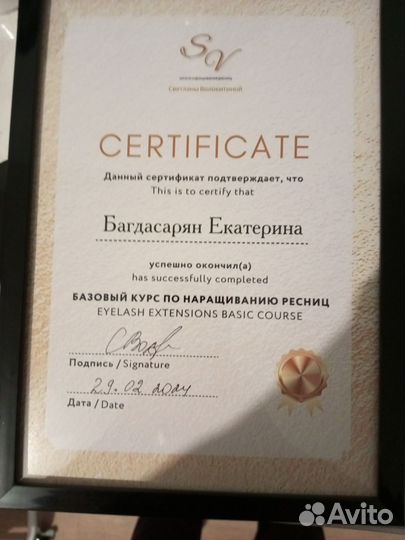 SV
Светланы Волокитиной
CERTIFICATE
Данный сертификат подтверждает, что
This is to certify that
Багдасарян Екатерина
успешно окончил(а)
has successfully completed
БАЗОВЫЙ КУРС ПО НАРАЩИВАНИЮ РЕСНИЦ
EYELASH EXTENSIONS BASIC COURSE
Подпись / Signature
29.02 2024
Дата / Date
Avito